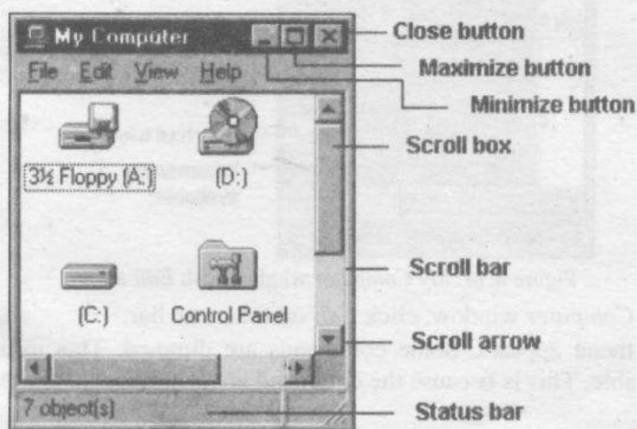 My Computer
Close button
File Edit View Help
Maximize button
Minimize button
Scroll box
3½ Floppy (A:)
(D:)
Scroll bar
(C:)
Control Panel
Scroll arrow
7 object(s)
Status bar